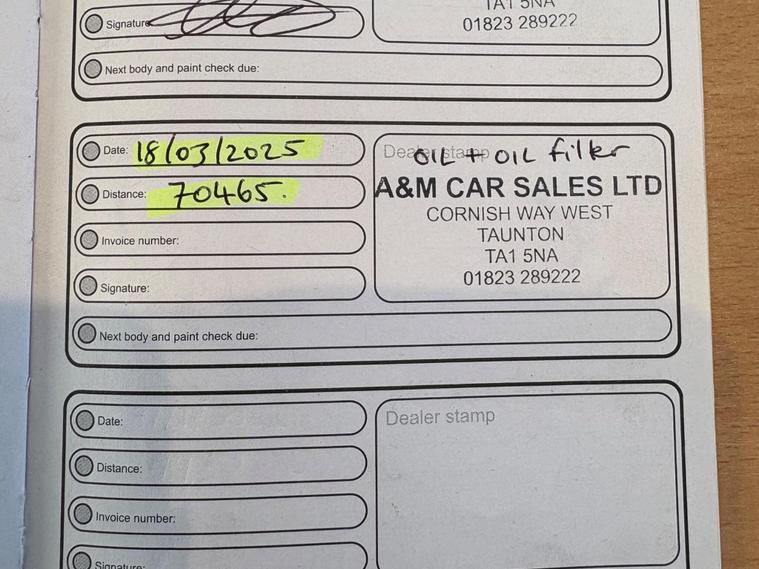 TA1 5NA
Signature
01823 289222
Next body and paint check due:
Date: 18/03/2025
Dealer stamp
OIL + OIL filter
Distance: 70465.
A&M CAR SALES LTD
CORNISH WAY WEST
Invoice number:
TAUNTON
TA1 5NA
Signature:
01823 289222
Next body and paint check due:
Date:
Dealer stamp
Distance:
Invoice number:
Signature: